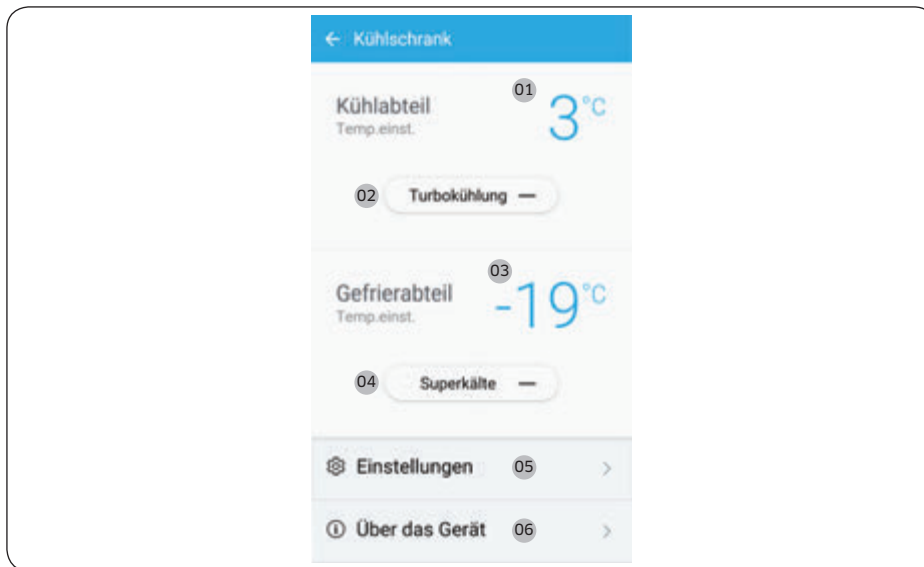 Kühlschrank
01
Kühlabteil
3°C
Temp.einst.
02
Turbokühlung
03
Gefrierabteil
-19°C
Temp.einst.
04
Superkälte
Einstellungen
05
Über das Gerät
06